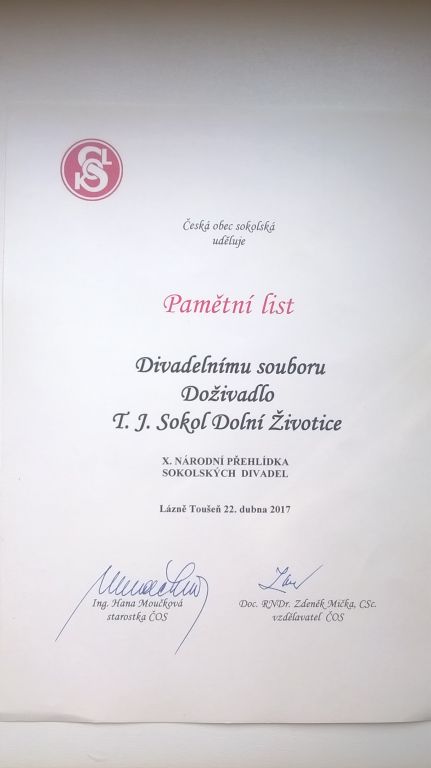 SOKL
Česká obec sokolská
uděluje
Pamětní list
Divadelnímu souboru
Doživadlo
T. J. Sokol Dolní Životice
X. NÁRODNÍ PŘEHLÍDKA
SOKOLSKÝCH DIVADEL
Lázně Toušeň 22. dubna 2017
Ing. Hana Moučková
starostka ČOS
Doc. RNDr. Zdeněk Mička, CSc.
vzdělavatel ČOS